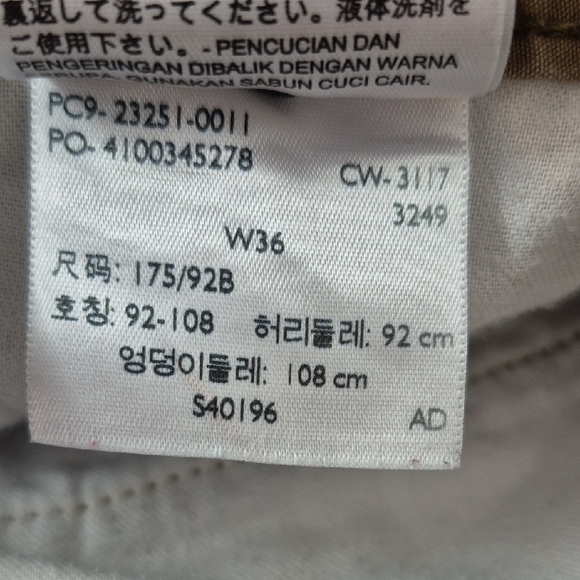 裏返して洗ってください。液体洗剤を
ご使用下さい。- PENCUCIAN DAN
PENGERINGAN DIBALIK DENGAN WARNA
GUNAKAN SABUN CUCI CAIR.
PC9- 23251-0011
PO- 4100345278
CW- 3117
3249
W36
尺码: 175/92B
호칭: 92-108 허리둘레: 92 cm
엉덩이둘레: 108 cm
S40196
AD